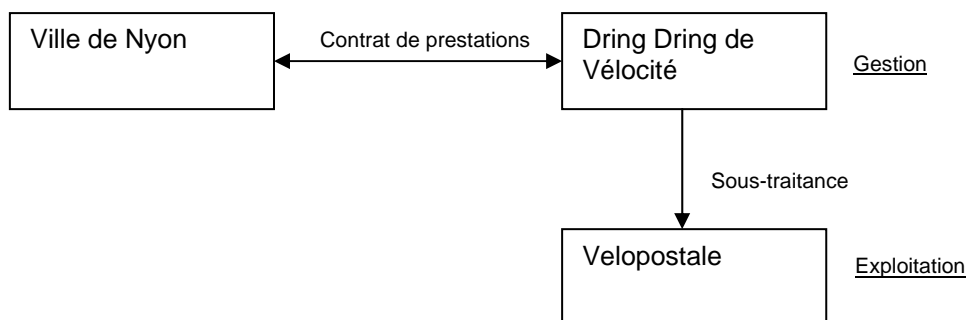 Ville de Nyon
Contrat de prestations
Dring Dring de
Vélocité
Gestion
Sous-traitance
Velopostale
Exploitation